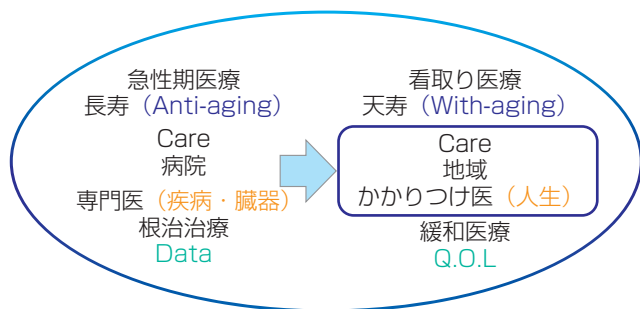 急性期医療
長寿（Anti-aging）
Care
病院
専門医（疾病・臓器）
根治治療
Data
看取り医療
天寿（With-aging）
Care
地域
かかりつけ医（人生）
緩和医療
Q.O.L